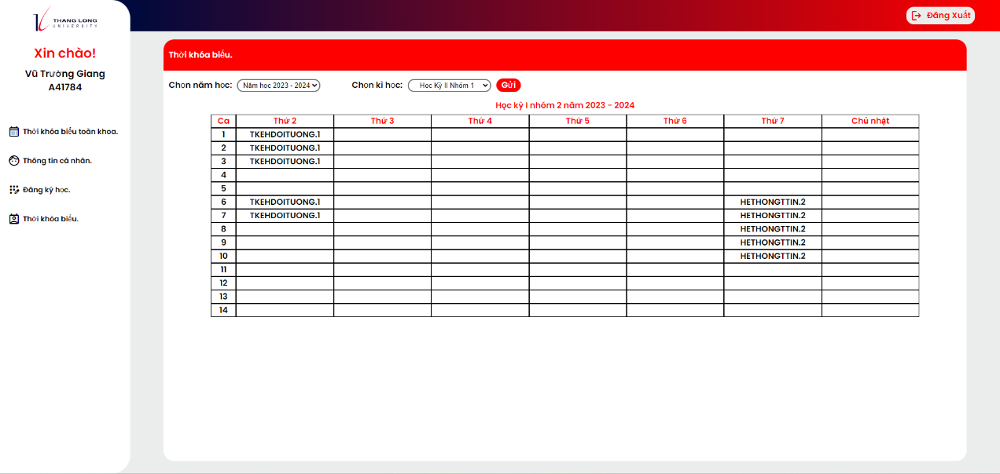 THANG LONG
UNIVERSITY
Đăng Xuất
Xin chào!
Vũ Trường Giang
A41784
Thời khóa biểu toàn khoa.
Thông tin cá nhân.
Đăng ký học.
Thời khóa biểu.
Thời khóa biểu.
Chọn năm học: Năm học 2023 - 2024 Chọn kì học: Học Kỳ II Nhóm 1 Gửi
Học kỳ I nhóm 2 năm 2023 - 2024
Ca Thứ 2 Thứ 3 Thứ 4 Thứ 5 Thứ 6 Thứ 7 Chủ nhật
1 TKEHDOITUONG.1
2 TKEHDOITUONG.1
3 TKEHDOITUONG.1
4
5
6 TKEHDOITUONG.1 HETHONGTTIN.2
7 TKEHDOITUONG.1 HETHONGTTIN.2
8 HETHONGTTIN.2
9 HETHONGTTIN.2
10 HETHONGTTIN.2
11
12
13
14